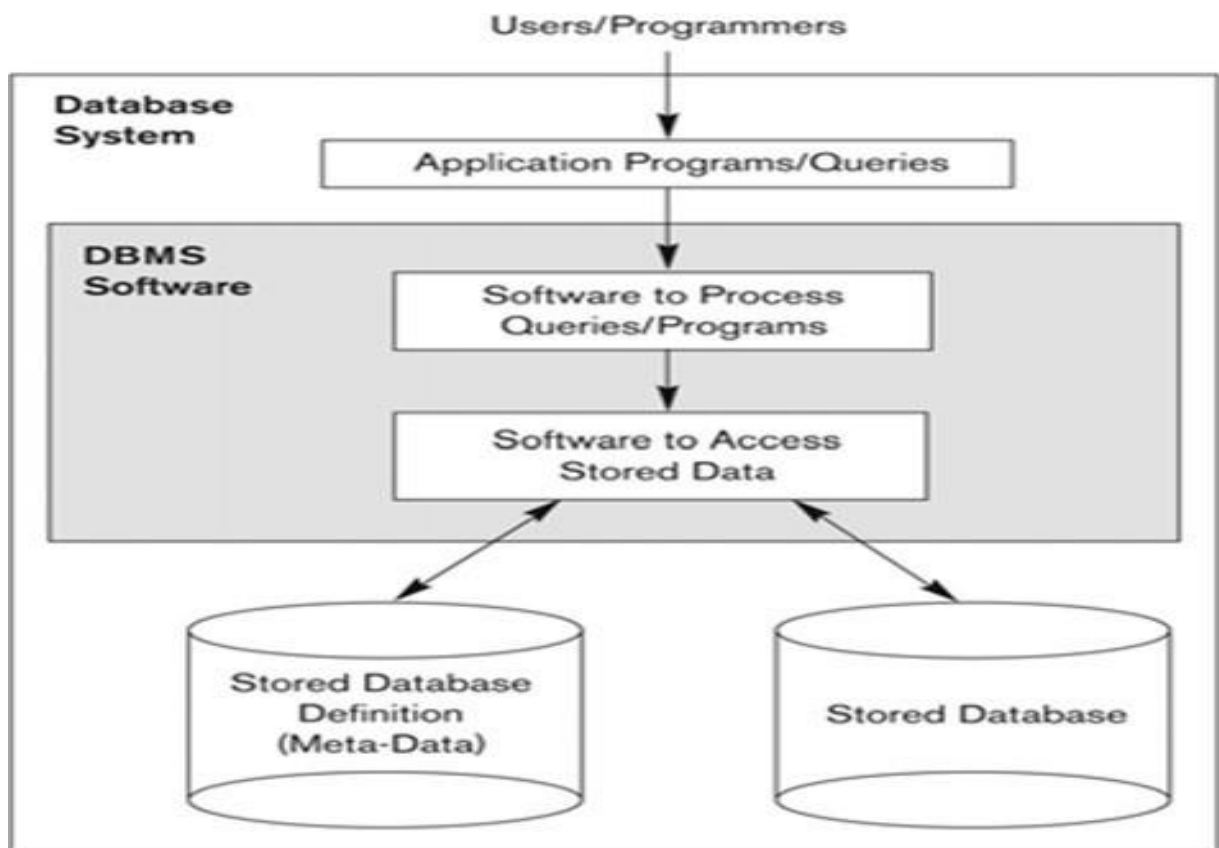 Users/Programmers
Database
System
Application Programs/Queries
DBMS
Software
Software to Process
Queries/Programs
Software to Access
Stored Data
Stored Database
Definition
(Meta-Data)
Stored Database